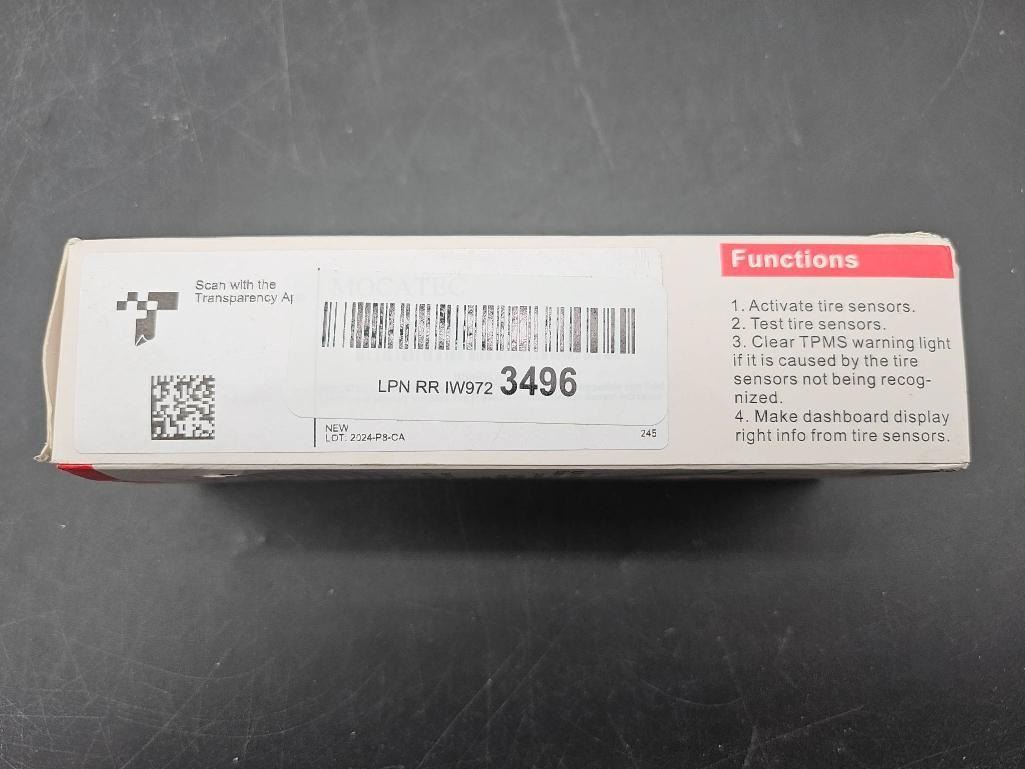 Scan with the
Transparency Ap
MOCATEC
LPN RR IW972 3496
NEW
LOT: 2024-P8-CA
245
Functions
1. Activate tire sensors.
2. Test tire sensors.
3. Clear TPMS warning light
if it is caused by the tire
sensors not being recog-
nized.
4. Make dashboard display
right info from tire sensors.